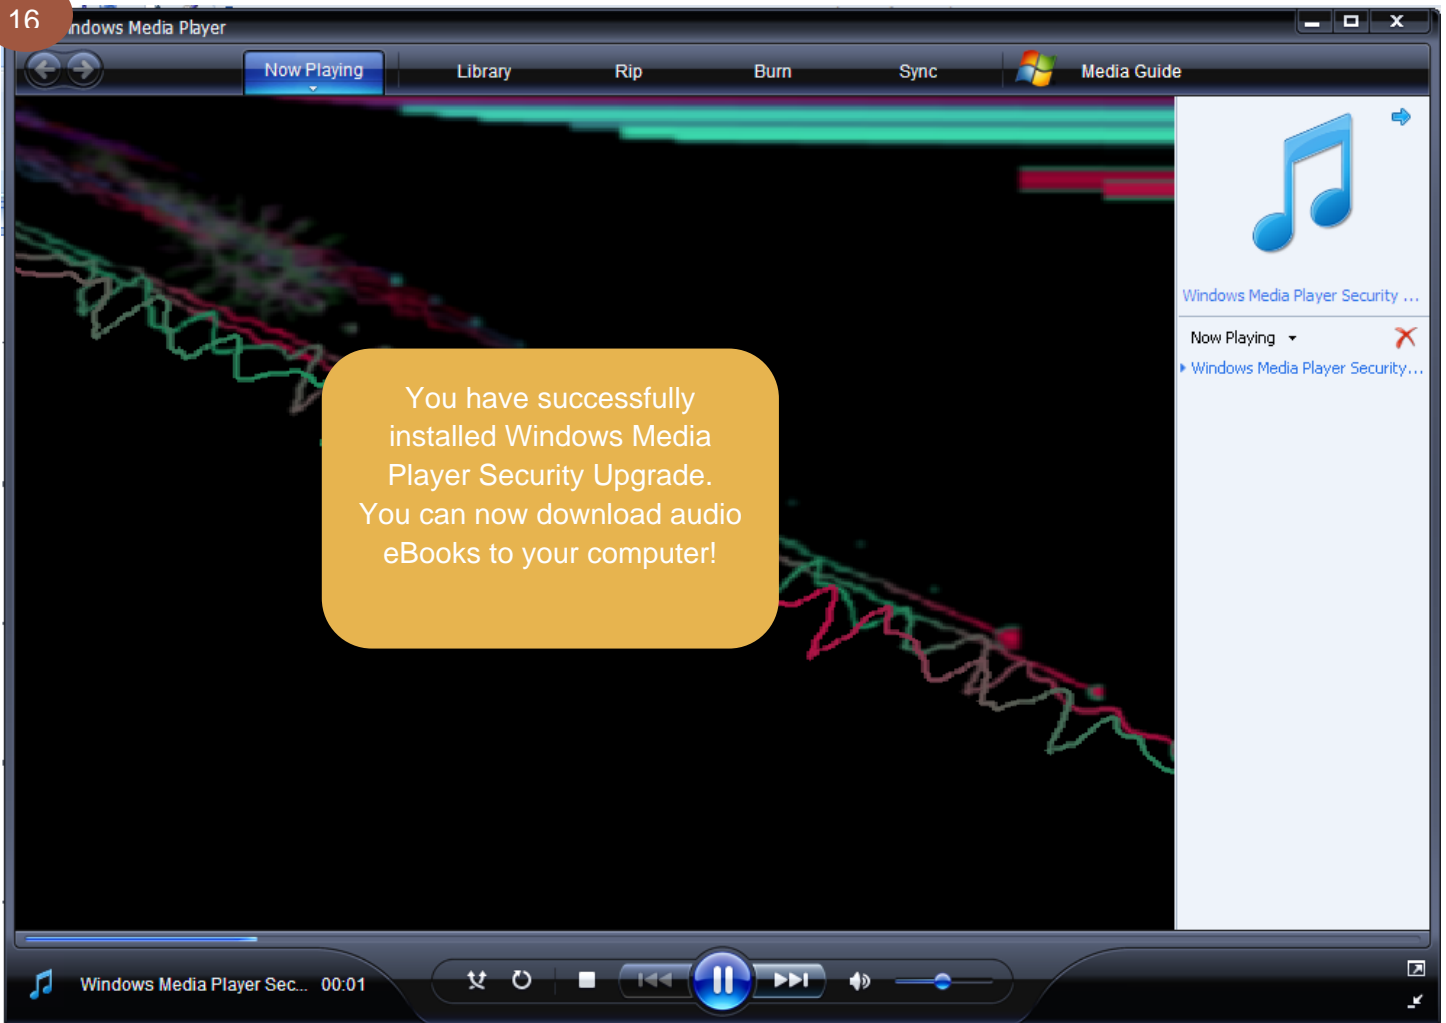 16
indows Media Player
Now Playing
Library
Rip
Burn
Sync
Media Guide
Windows Media Player Security ...
Now Playing
Windows Media Player Security...
You have successfully
installed Windows Media
Player Security Upgrade.
You can now download audio
eBooks to your computer!
Windows Media Player Sec... 00:01